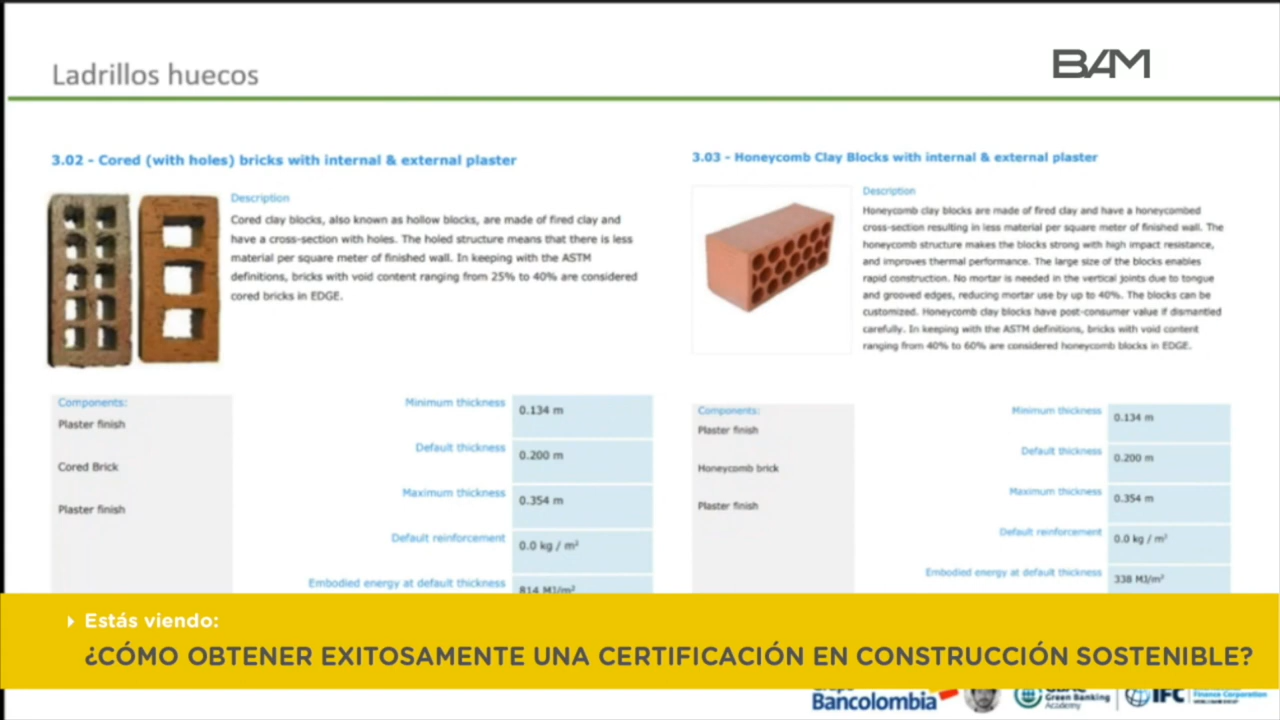 Ladrillos huecos
BAM
3.02 - Cored (with holes) bricks with internal & external plaster
Description
Cored clay blocks, also known as hollow blocks, are made of fired clay and
have a cross-section with holes. The holed structure means that there is less
material per square meter of finished wall. In keeping with the ASTM
definitions, bricks with void content ranging from 25% to 40% are considered
cored bricks in EDGE.
Components:
Plaster finish
Cored Brick
Plaster finish
Minimum thickness 0.134 m
Default thickness 0.200 m
Maximum thickness 0.354 m
Default reinforcement 0.0 kg / m²
Embodied energy at default thickness 814 MJ/m²
3.03 - Honeycomb Clay Blocks with internal & external plaster
Description
Honeycomb clay blocks are made of fired clay and have a honeycombed
cross-section resulting in less material per square meter of finished wall. The
honeycomb structure makes the blocks strong with high impact resistance,
and improves thermal performance. The large size of the blocks enables
rapid construction. No mortar is needed in the vertical joints due to tongue
and grooved edges, reducing mortar use by up to 40%. The blocks can be
customized. Honeycomb clay blocks have post-consumer value if dismantled
carefully. In keeping with the ASTM definitions, bricks with void content
ranging from 40% to 60% are considered honeycomb blocks in EDGE.
Components:
Plaster finish
Honeycomb brick
Plaster finish
Minimum thickness 0.134 m
Default thickness 0.200 m
Maximum thickness 0.354 m
Default reinforcement 0.0 kg / m²
Embodied energy at default thickness 338 MJ/m²
Estás viendo:
¿CÓMO OBTENER EXITOSAMENTE UNA CERTIFICACIÓN EN CONSTRUCCIÓN SOSTENIBLE?
Bancolombia
Green Banking
Academy
IFC
Finance Corporation